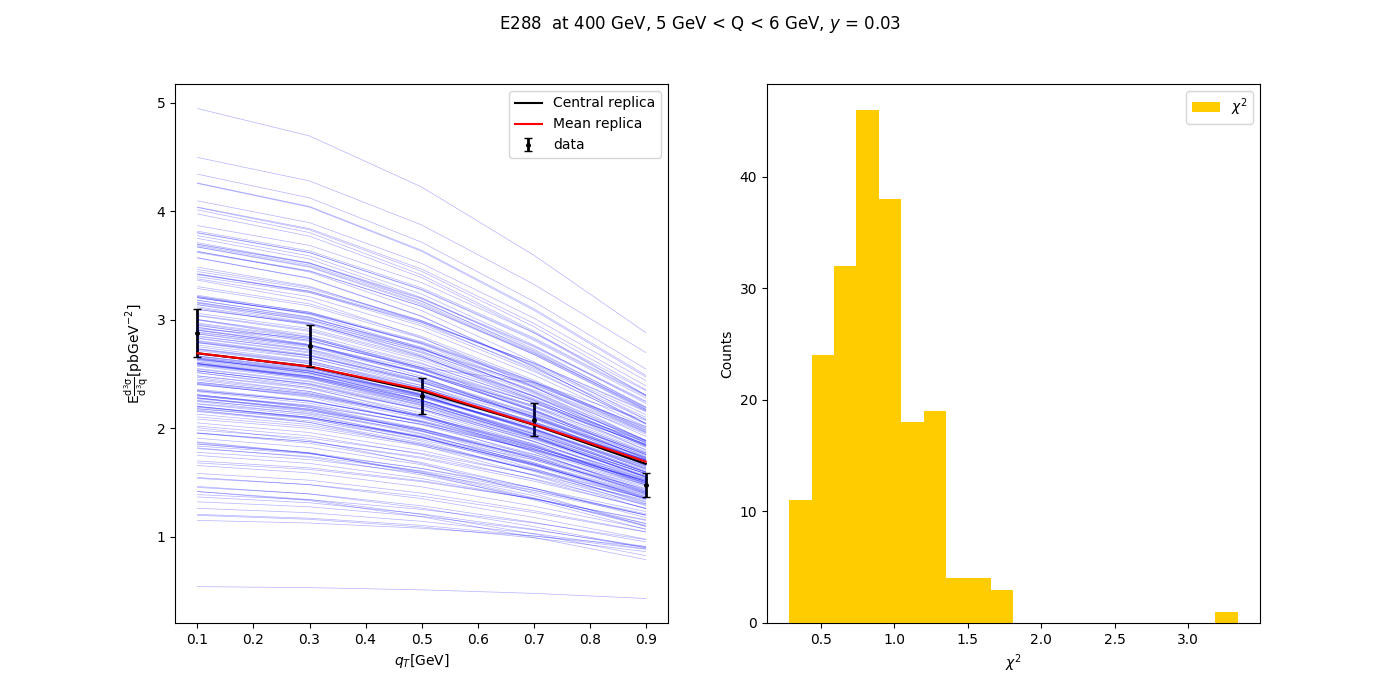 E288 at 400 GeV, 5 GeV < Q < 6 GeV, y = 0.03
Central replica
Mean replica
data
5
4
3
2
1
E d³σ/d³q [pbGeV⁻²]
0.1 0.2 0.3 0.4 0.5 0.6 0.7 0.8 0.9
q_T[GeV]
χ²
40
30
20
10
0
Counts
0.5 1.0 1.5 2.0 2.5 3.0
χ²